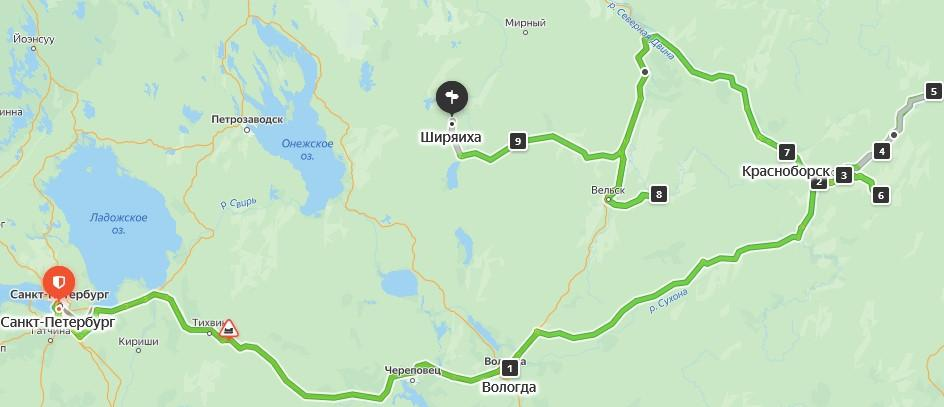 р. Северная Двина
Мирный
Йоэнсуу
5
Петрозаводск
Ширяиха
9
Онежское
оз.
4
7
Красноборск
2
3
Вельск
8
6
р. Свирь
Ладожское
оз.
Санкт-Петербург
р. Сухона
Санкт-Петербург
Тихвин
Гатчина
Кириши
Череповец
1
Вологда